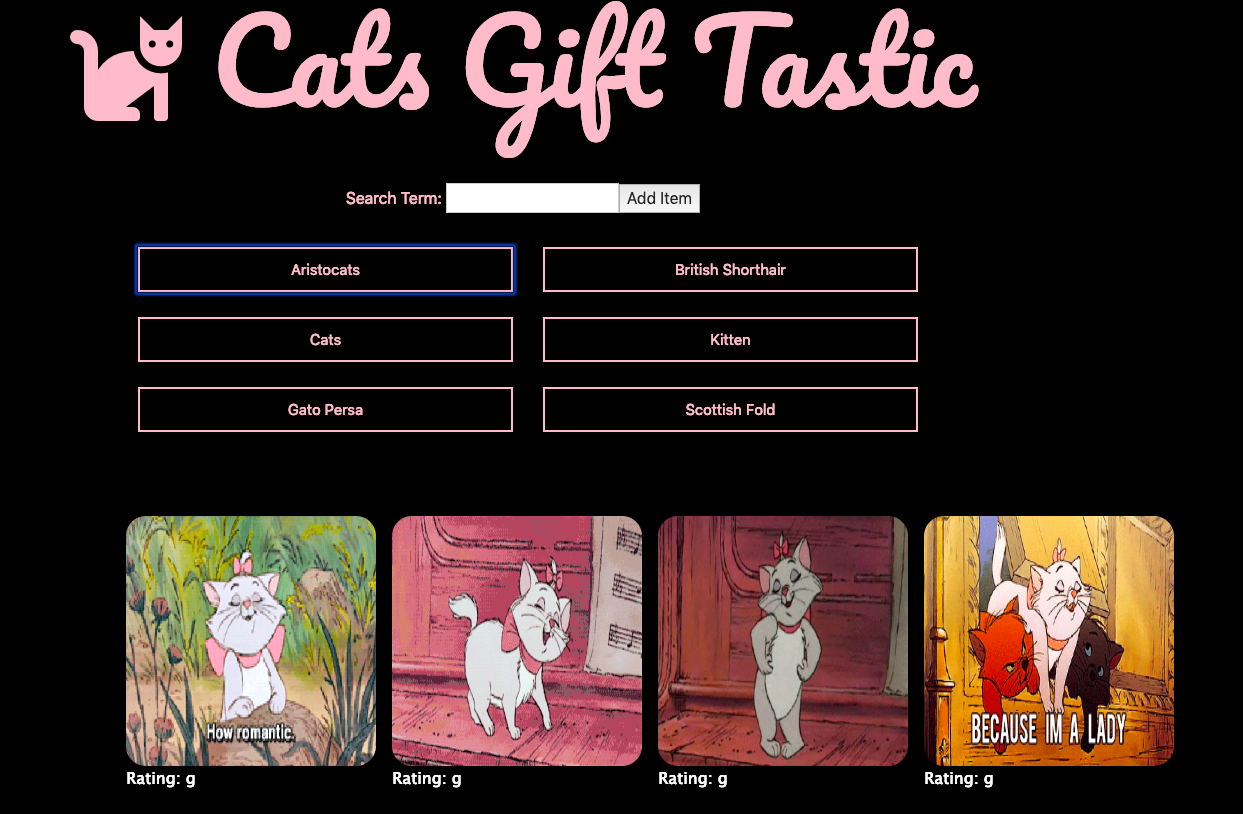 Cats Gift Tastic
Search Term: Add Item
Aristocats British Shorthair
Cats Kitten
Gato Persa Scottish Fold
How romantic.
BECAUSE IM A LADY
Rating: g Rating: g Rating: g Rating: g